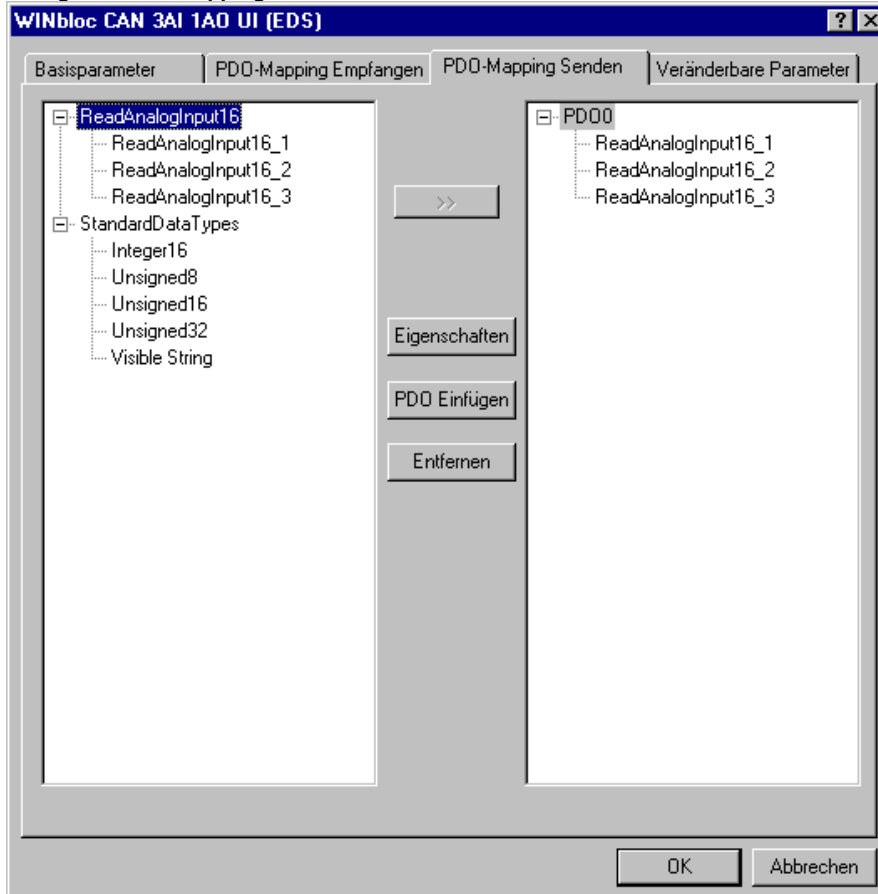 WINbloc CAN 3AI 1AO UI (EDS)
Basisparameter
PDO-Mapping Empfangen
PDO-Mapping Senden
Veränderbare Parameter
ReadAnalogInput16
ReadAnalogInput16_1
ReadAnalogInput16_2
ReadAnalogInput16_3
StandardDataTypes
Integer16
Unsigned8
Unsigned16
Unsigned32
Visible String
>>
Eigenschaften
PDO Einfügen
Entfernen
PDO0
ReadAnalogInput16_1
ReadAnalogInput16_2
ReadAnalogInput16_3
OK
Abbrechen